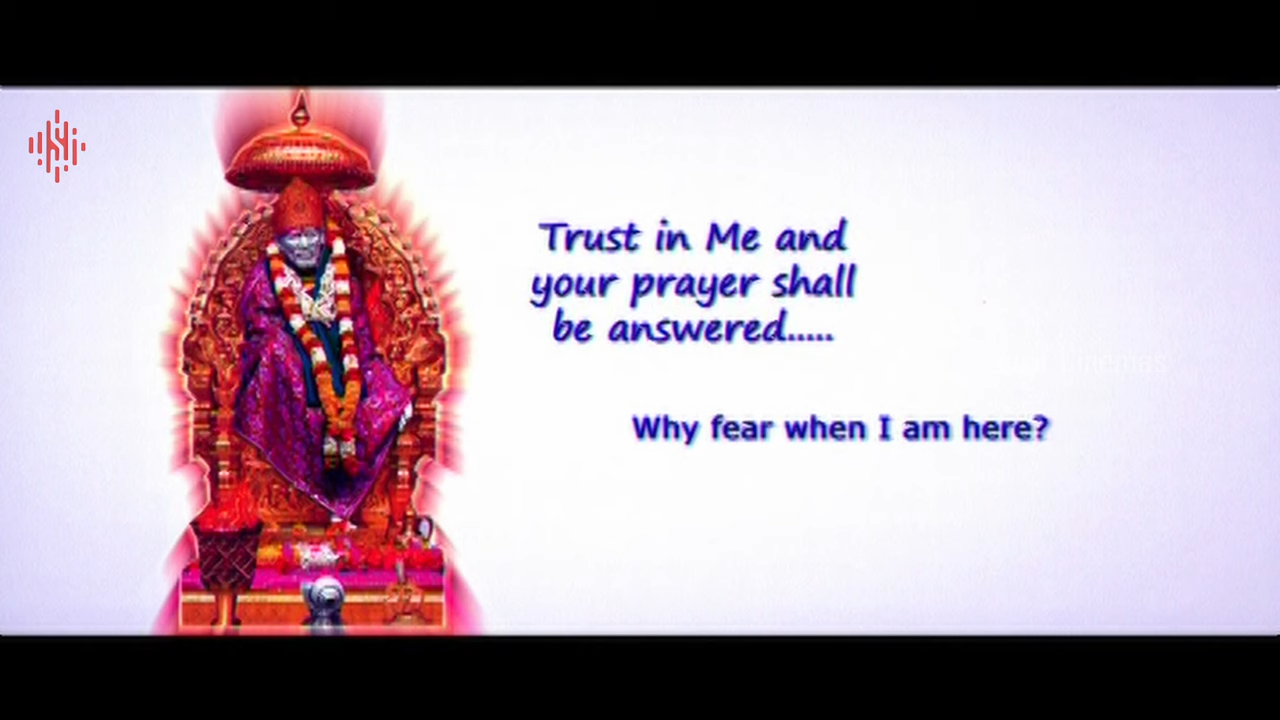 Trust in Me and
your prayer shall
be answered.....
Why fear when I am here?